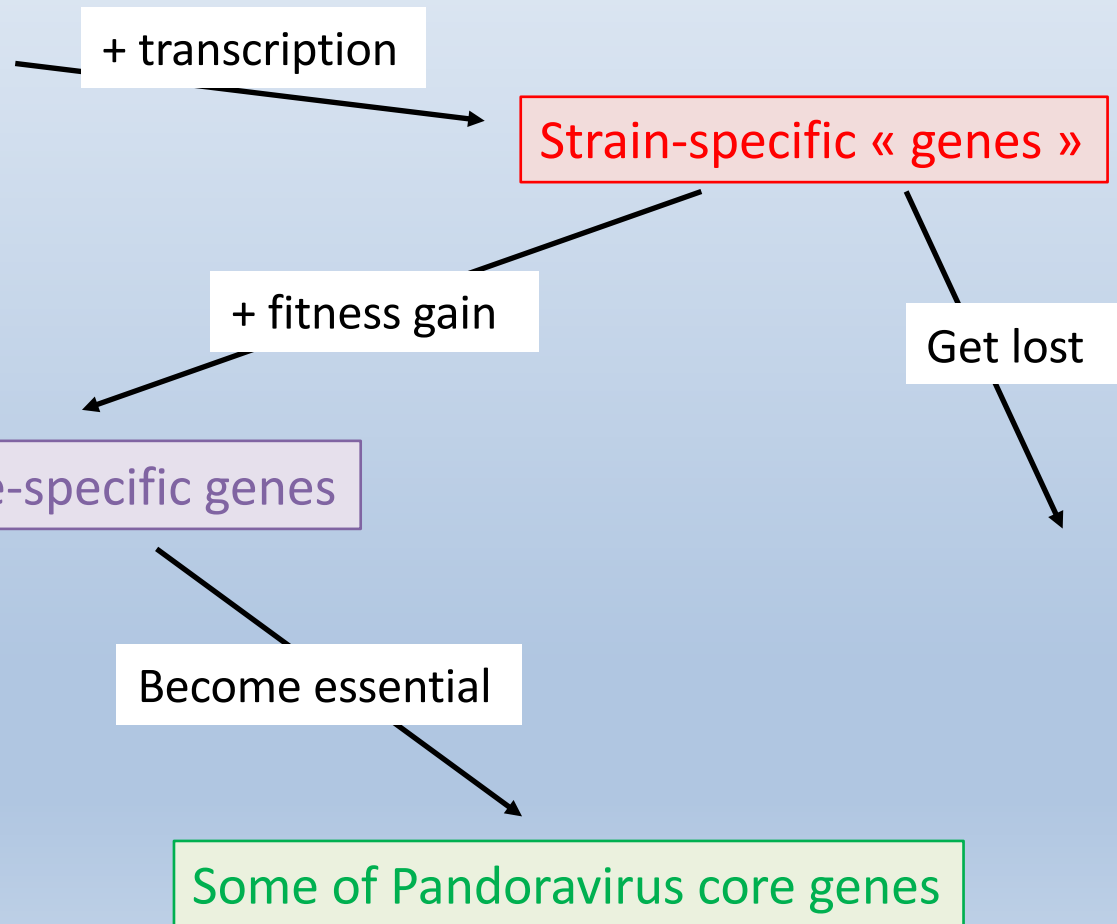 + transcription
Strain-specific « genes »
+ fitness gain
Get lost
e-specific genes
Become essential
Some of Pandoravirus core genes